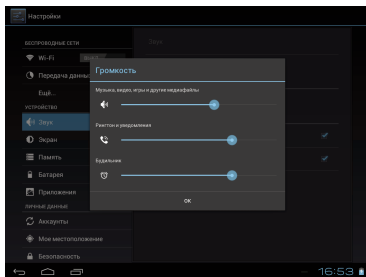 Настройки
БЕСПРОВОДНЫЕ СЕТИ
Звук
Wi-Fi
Передача данных
Ещё...
УСТРОЙСТВО
Звук
Экран
Память
Батарея
Приложения
ЛИЧНЫЕ ДАННЫЕ
Аккаунты
Мое местоположение
Безопасность
Громкость
Музыка, видео, игры и другие медиафайлы
Рингтон и уведомления
Будильник
ОК
16:53